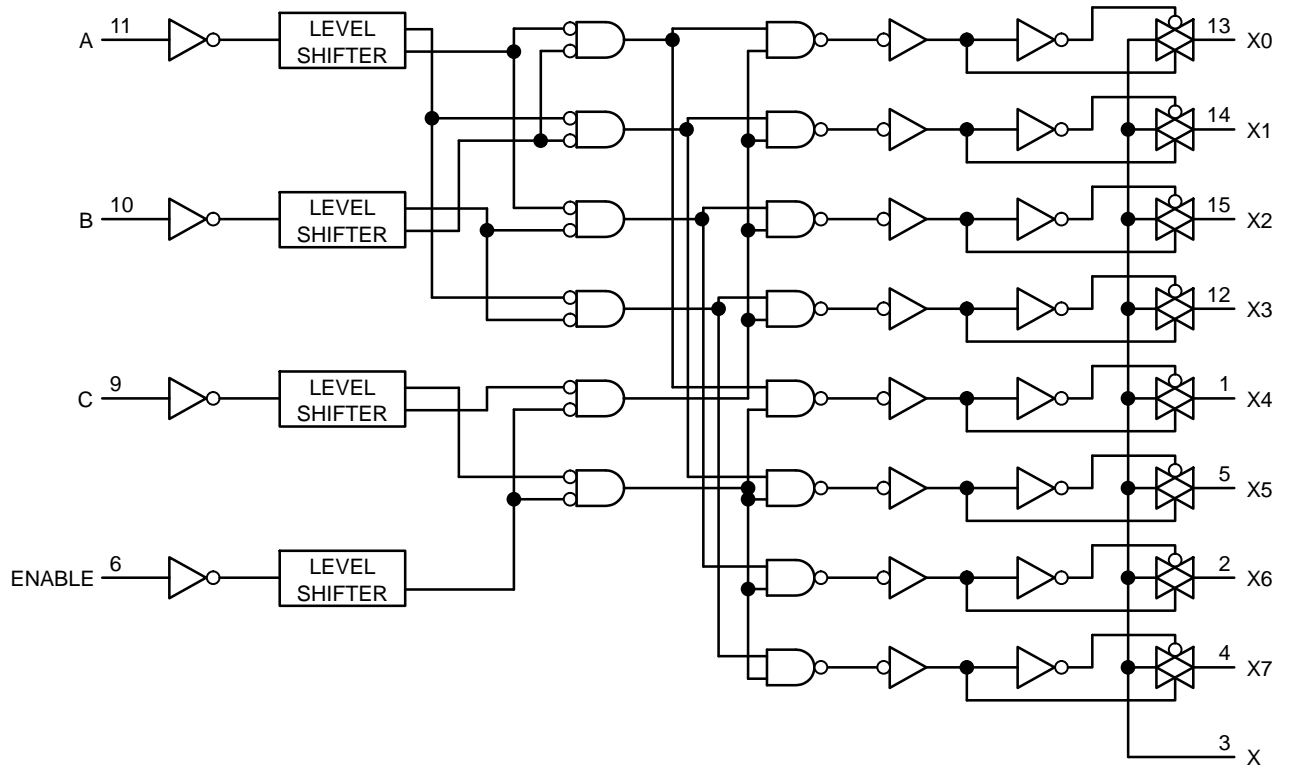 A 11 LEVEL SHIFTER 13 X0
14 X1
B 10 LEVEL SHIFTER 15 X2
12 X3
C 9 LEVEL SHIFTER 1 X4
5 X5
ENABLE 6 LEVEL SHIFTER 2 X6
4 X7
3 X